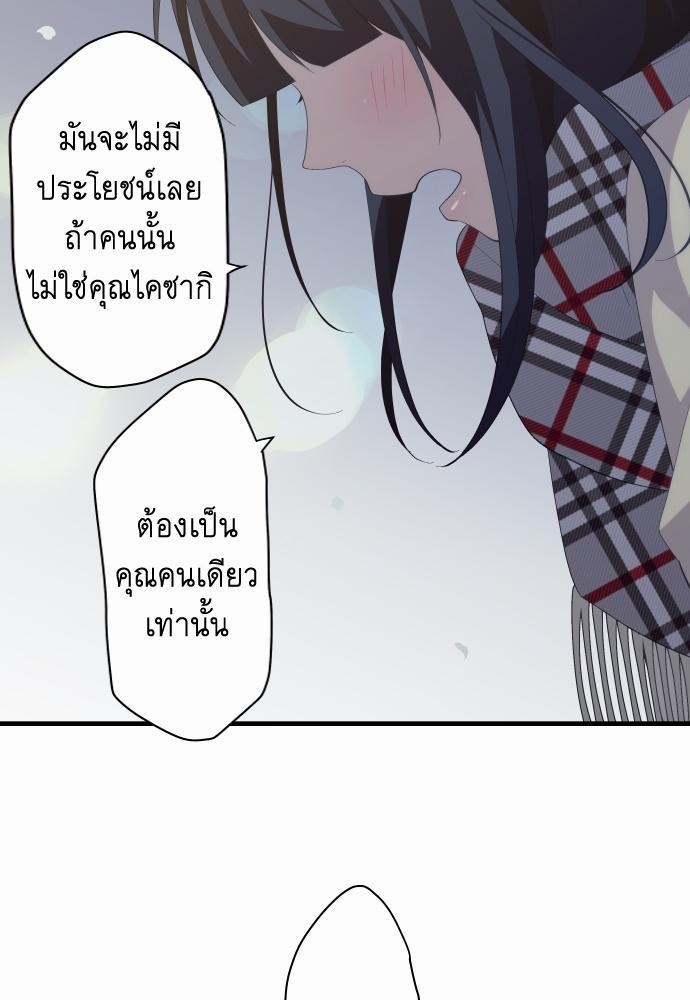 มันจะไม่มี
ประโยชน์เลย
ถ้าคนนั้น
ไม่ใช่คุณไคซากิ
ต้องเป็น
คุณคนเดียว
เท่านั้น